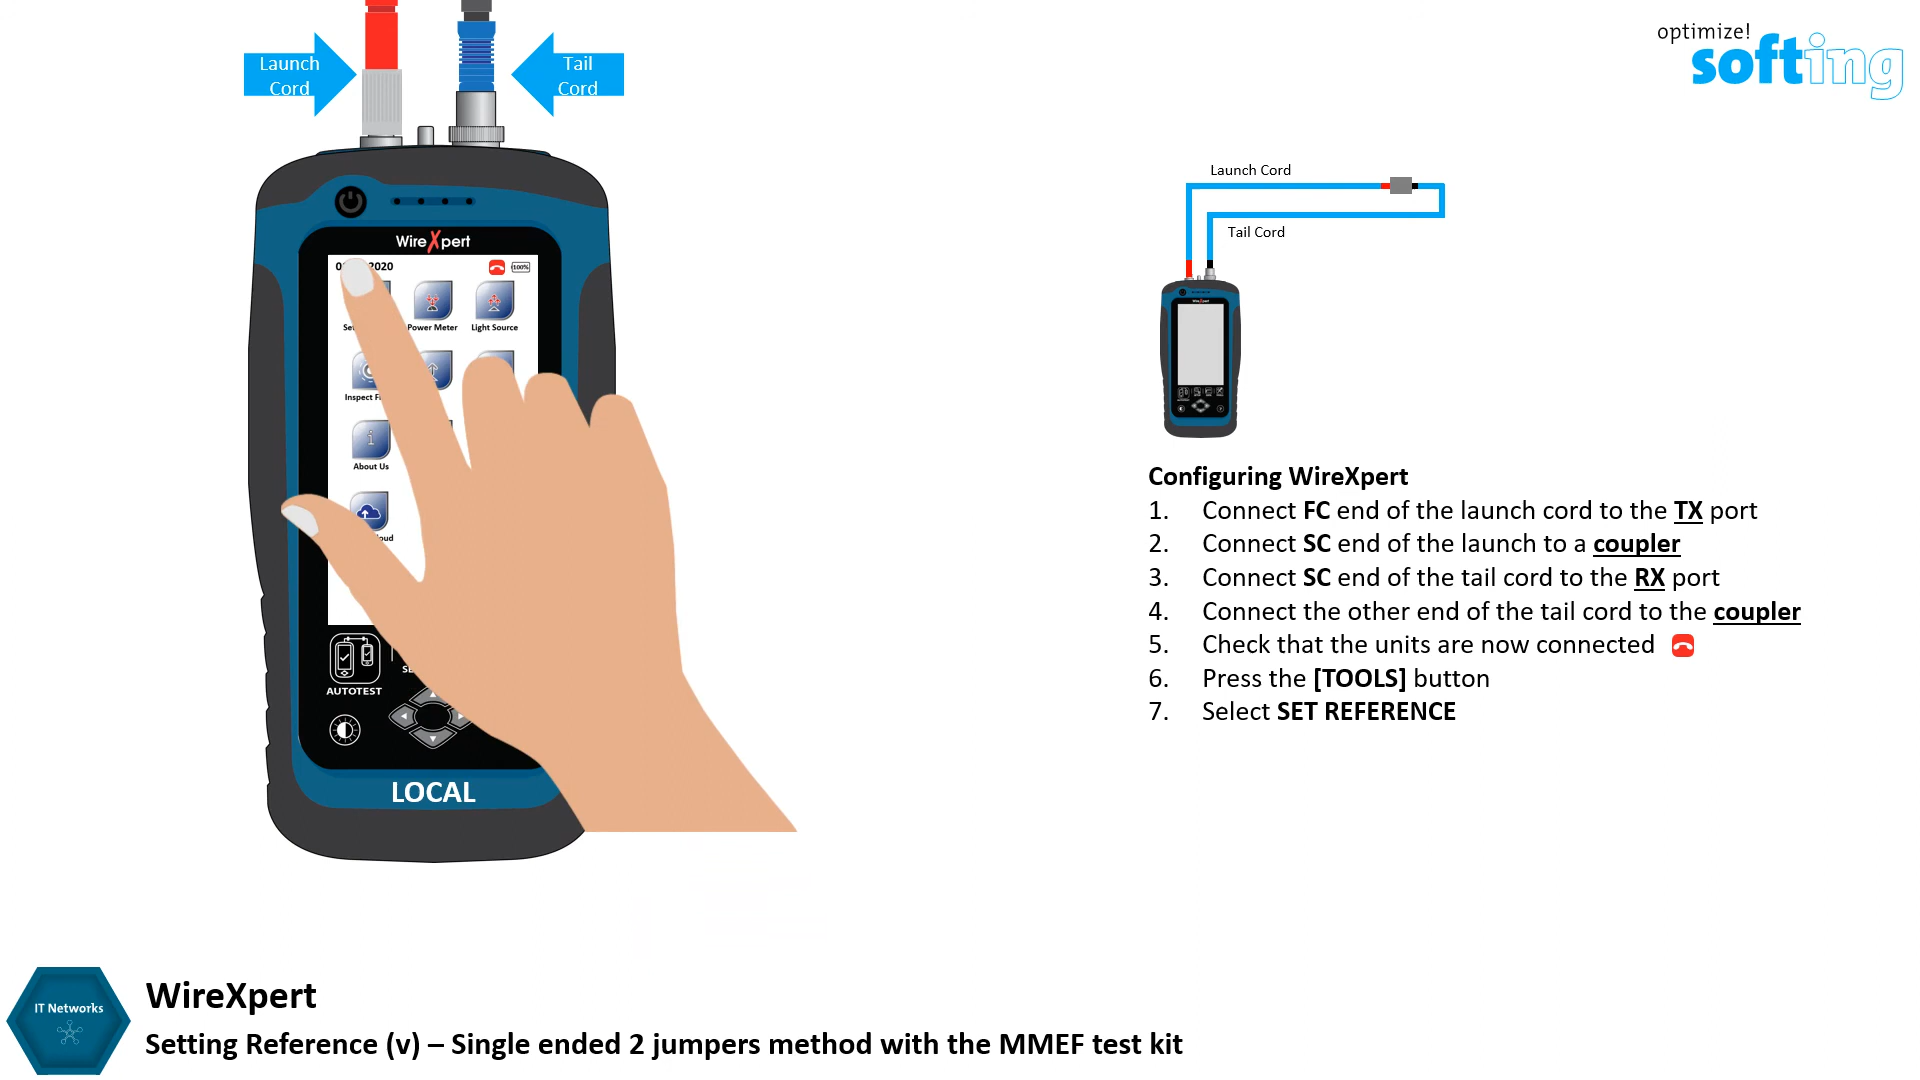 optimize!
softing
Launch
Cord
Tail
Cord
WireXpert
2020
100%
Power Meter
Light Source
About Us
AUTOTEST
LOCAL
Launch Cord
Tail Cord
Configuring WireXpert
1. Connect FC end of the launch cord to the TX port
2. Connect SC end of the launch to a coupler
3. Connect SC end of the tail cord to the RX port
4. Connect the other end of the tail cord to the coupler
5. Check that the units are now connected
6. Press the [TOOLS] button
7. Select SET REFERENCE
IT Networks
WireXpert
Setting Reference (v) – Single ended 2 jumpers method with the MMEF test kit